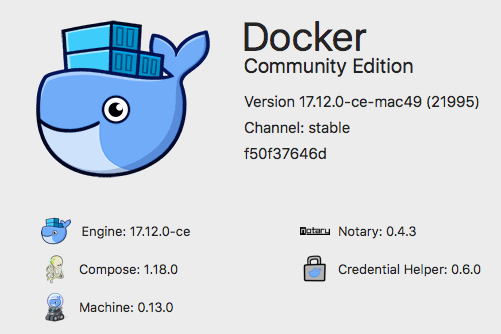 Docker
Community Edition
Version 17.12.0-ce-mac49 (21995)
Channel: stable
f50f37646d
Engine: 17.12.0-ce
Notary Notary: 0.4.3
Compose: 1.18.0
Credential Helper: 0.6.0
Machine: 0.13.0